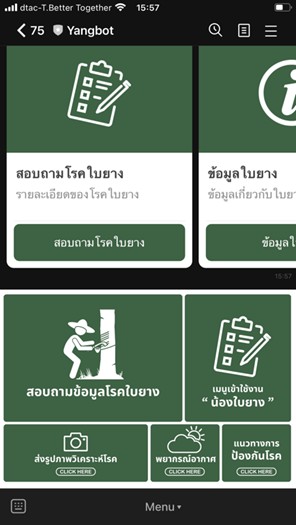 dtac-T.Better Together 15:57
75 Yangbot
สอบถามโรคใบยาง
รายละเอียดของโรคใบยาง
สอบถามโรคใบยาง
ข้อมูลใบยาง
ข้อมูลเกี่ยวกับใบยา
ข้อมูลใ
15:57
สอบถามข้อมูลโรคใบยาง
เมนูเข้าใช้งาน
“ น้องใบยาง ”
ส่งรูปภาพวิเคราะห์โรค
CLICK HERE
พยากรณ์อากาศ
CLICK HERE
แนวทางการ
ป้องกันโรค
CLICK HERE
Menu